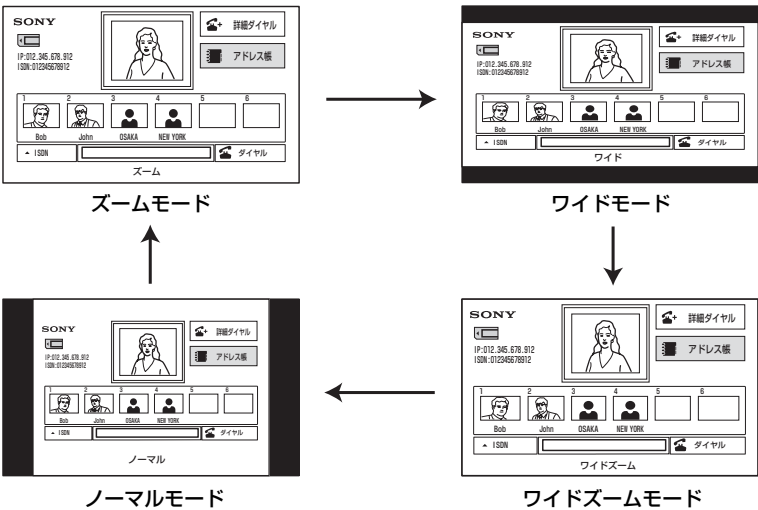 SONY
IP:012.345.678.912
ISDN:012345678912
詳細ダイヤル
アドレス帳
1 2 3 4 5 6
Bob John OSAKA NEW YORK
ISDN ダイヤル
ズーム
ズームモード
SONY
IP:012.345.678.912
ISDN:012345678912
詳細ダイヤル
アドレス帳
1 2 3 4 5 6
Bob John OSAKA NEW YORK
ISDN ダイヤル
ワイド
ワイドモード
SONY
IP:012.345.678.912
ISDN:012345678912
詳細ダイヤル
アドレス帳
1 2 3 4 5 6
Bob John OSAKA NEW YORK
ISDN ダイヤル
ノーマル
ノーマルモード
SONY
IP:012.345.678.912
ISDN:012345678912
詳細ダイヤル
アドレス帳
1 2 3 4 5 6
Bob John OSAKA NEW YORK
ISDN ダイヤル
ワイドズーム
ワイドズームモード